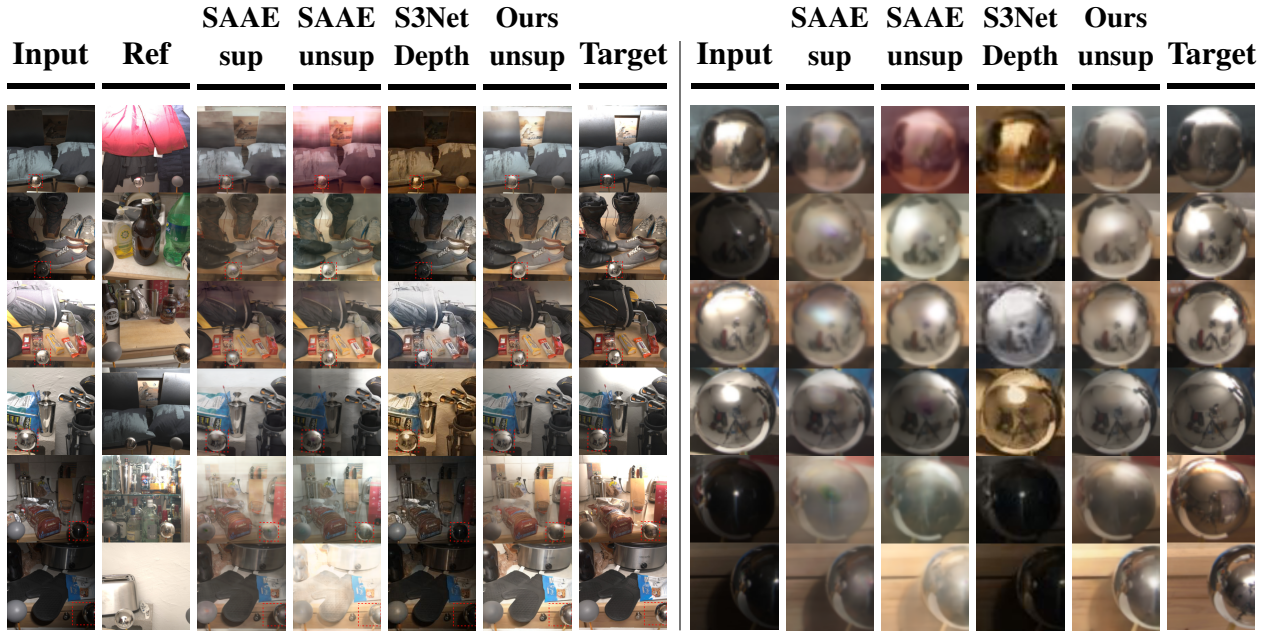 SAAE SAAE S3Net Ours
Input Ref sup unsup Depth unsup Target
SAAE SAAE S3Net Ours
Input sup unsup Depth unsup Target